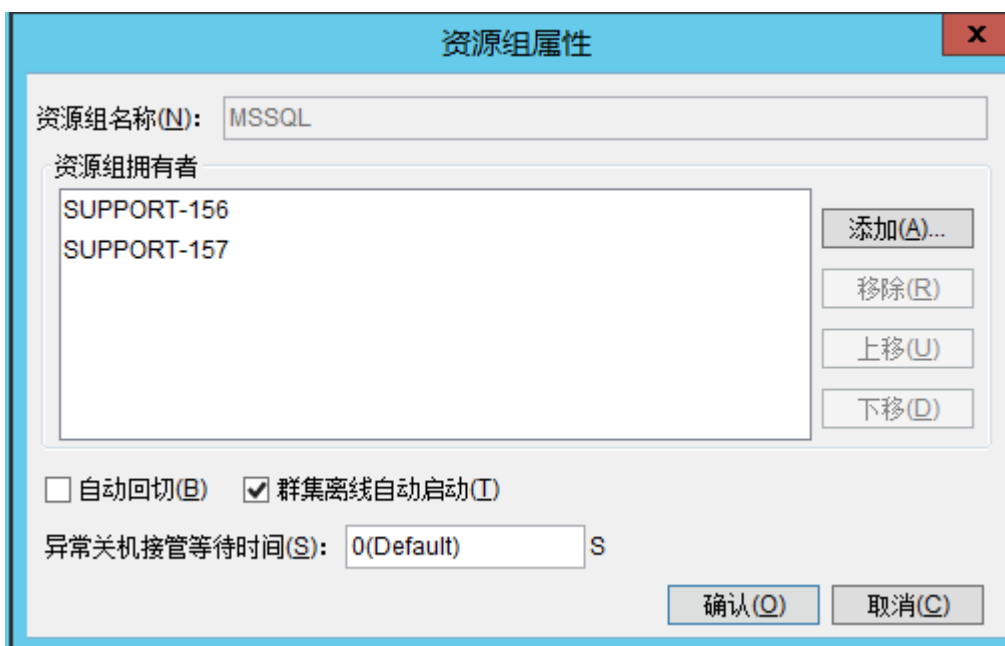 资源组属性
x
资源组名称(N): MSSQL
资源组拥有者
SUPPORT-156
SUPPORT-157
添加(A)...
移除(R)
上移(U)
下移(D)
自动回切(B) 群集离线自动启动(T)
异常关机接管等待时间(S): 0(Default) S
确认(O) 取消(C)